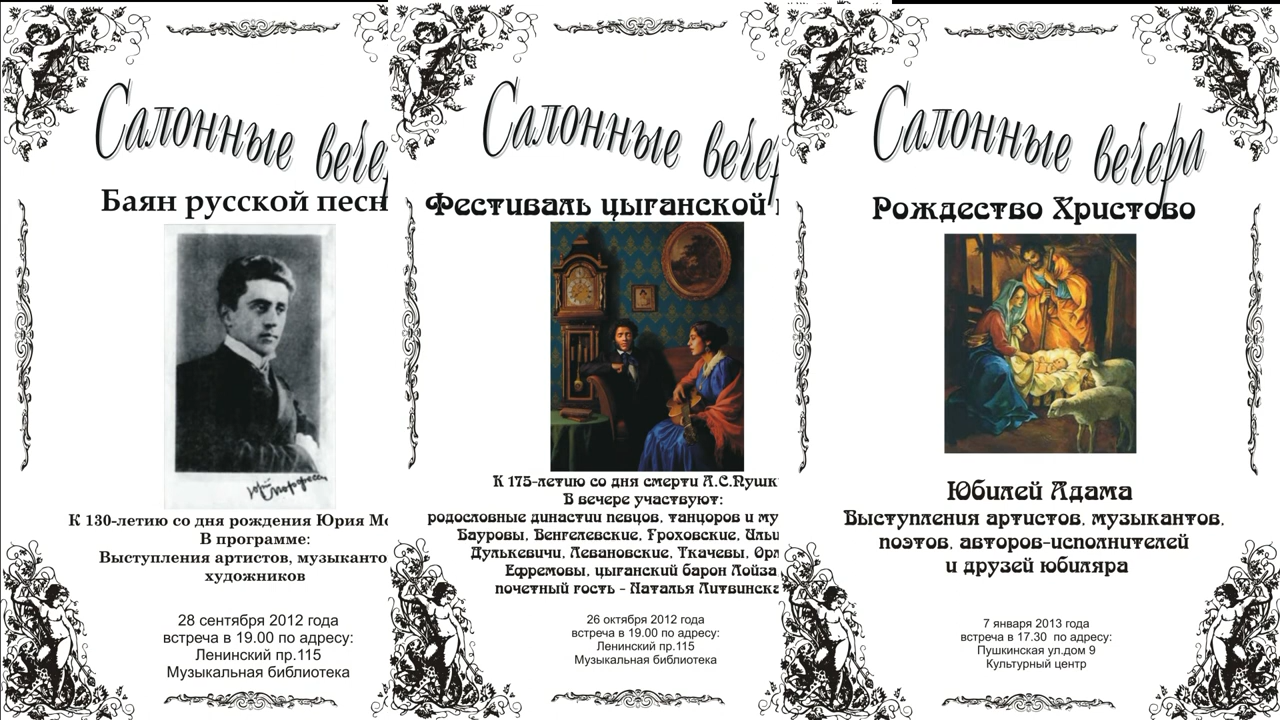 Салонные вече
Баян русской песн
К 130-летию со дня рождения Юрия Мо
В программе:
Выступления артистов, музыканто
художников
28 сентября 2012 года
встреча в 19.00 по адресу:
Ленинский пр.115
Музыкальная библиотека
Салонные вечер
Фестиваль цыганской
К 175-летию со дня смерти А.С.Пушк
В вечере участвуют:
родословные династии певцов, танцоров и му
Бауровы, Венгелевские, Гроховские, Ильи
Дулькевичи, Левановские, Ткачевы, Орл
Ефремовы, цыганский барон Лойза
почетный гость - Наталья Литвинска
26 октября 2012 года
встреча в 19.00 по адресу:
Ленинский пр.115
Музыкальная библиотека
Салонные вечера
Рождество Христово
Юбилей Адама
Выступления артистов, музыкантов,
поэтов, авторов-исполнителей
и друзей юбиляра
7 января 2013 года
встреча в 17.30 по адресу:
Пушкинская ул.дом 9
Культурный центр